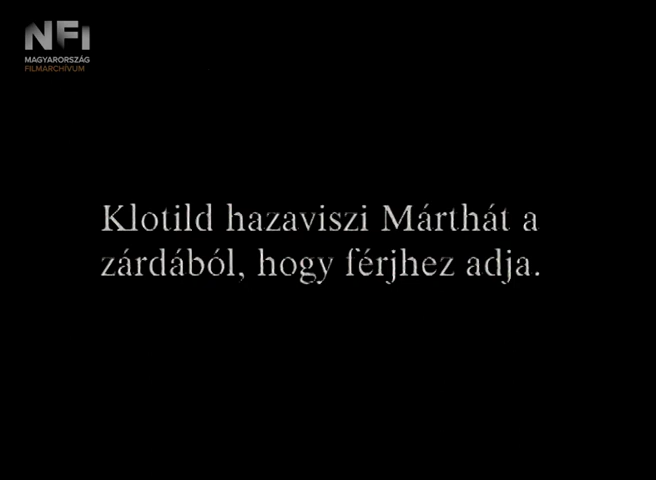 NFI
MAGYARORSZÁG
FILMARCHÍVUM
Klotild hazaviszi Márthát a
zárdából, hogy férjhez adja.